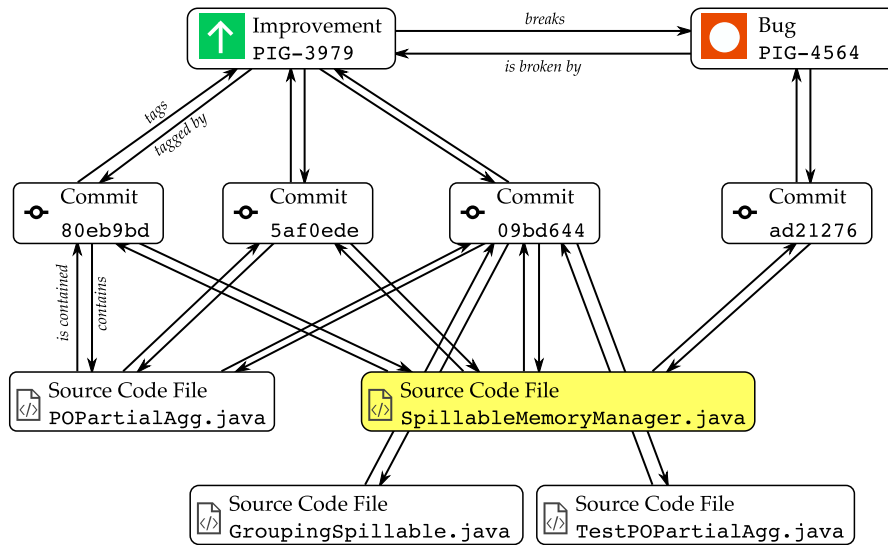 Improvement
PIG-3979
breaks
is broken by
Bug
PIG-4564
tags
tagged by
Commit
80eb9bd
Commit
5af0ede
Commit
09bd644
Commit
ad21276
is contained
contains
Source Code File
POPartialAgg.java
Source Code File
SpillableMemoryManager.java
Source Code File
GroupingSpillable.java
Source Code File
TestPOPartialAgg.java